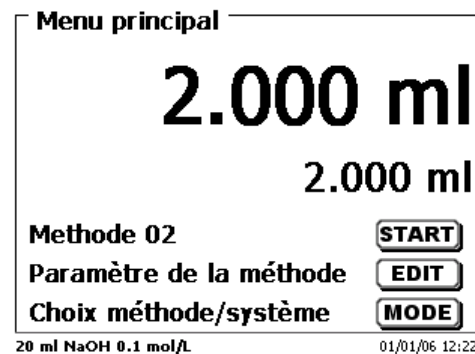 Menu principal
2.000 ml
2.000 ml
Methode 02 START
Paramètre de la méthode EDIT
Choix méthode/système MODE
20 ml NaOH 0.1 mol/L 01/01/06 12:22